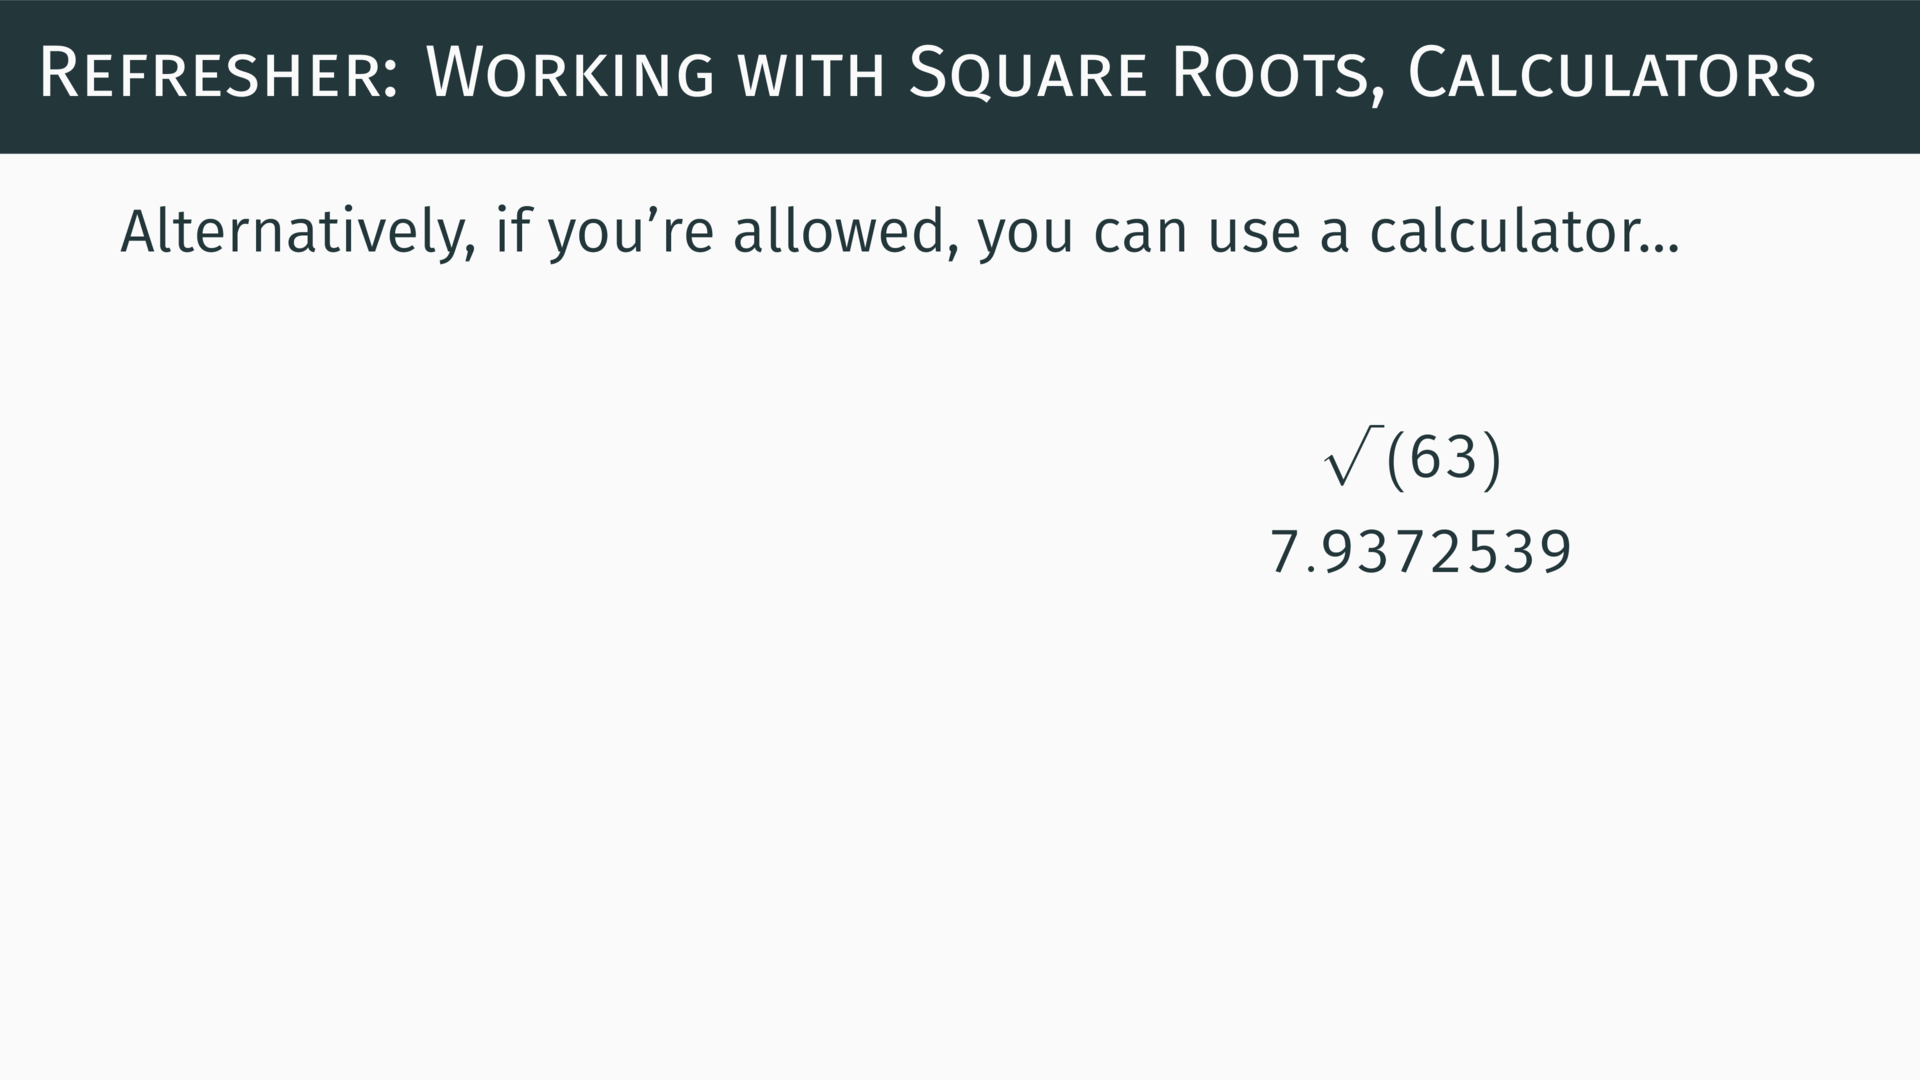 Refresher: Working with Square Roots, Calculators
Alternatively, if you’re allowed, you can use a calculator...
√(63)
7.9372539